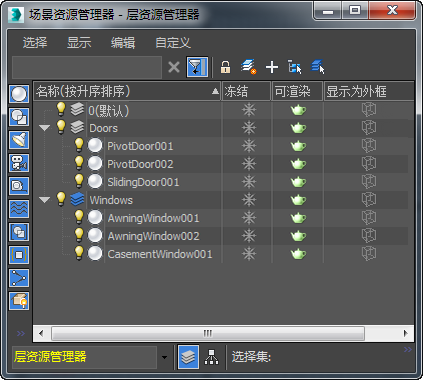 场景资源管理器 - 层资源管理器
选择 显示 编辑 自定义
名称(按升序排序) 冻结 可渲染 显示为外框
0(默认)
Doors
PivotDoor001
PivotDoor002
SlidingDoor001
Windows
AwningWindow001
AwningWindow002
CasementWindow001
层资源管理器 选择集: